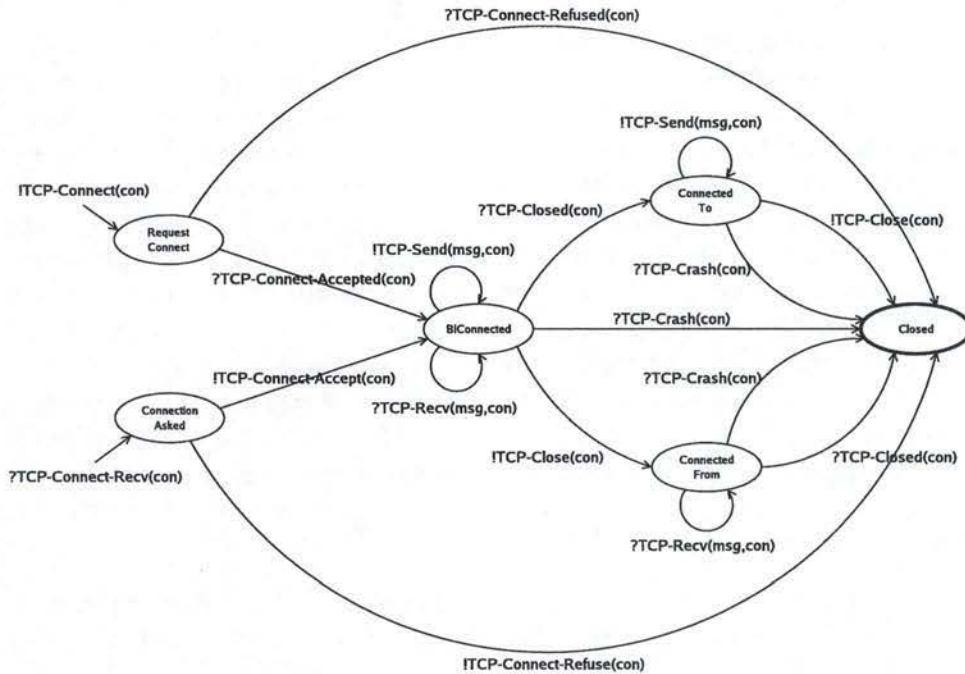 ?TCP-Connect-Refused(con)
!TCP-Send(msg,con)
!TCP-Connect(con)
Connected
To
?TCP-Closed(con)
!TCP-Close(con)
Request
Connect
!TCP-Send(msg,con)
?TCP-Crash(con)
?TCP-Connect-Accepted(con)
?TCP-Crash(con)
BIConnected
Closed
!TCP-Connect-Accept(con)
?TCP-Crash(con)
Connection
Asked
?TCP-Recv(msg,con)
!TCP-Close(con)
?TCP-Closed(con)
Connected
From
?TCP-Connect-Recv(con)
?TCP-Recv(msg,con)
!TCP-Connect-Refuse(con)